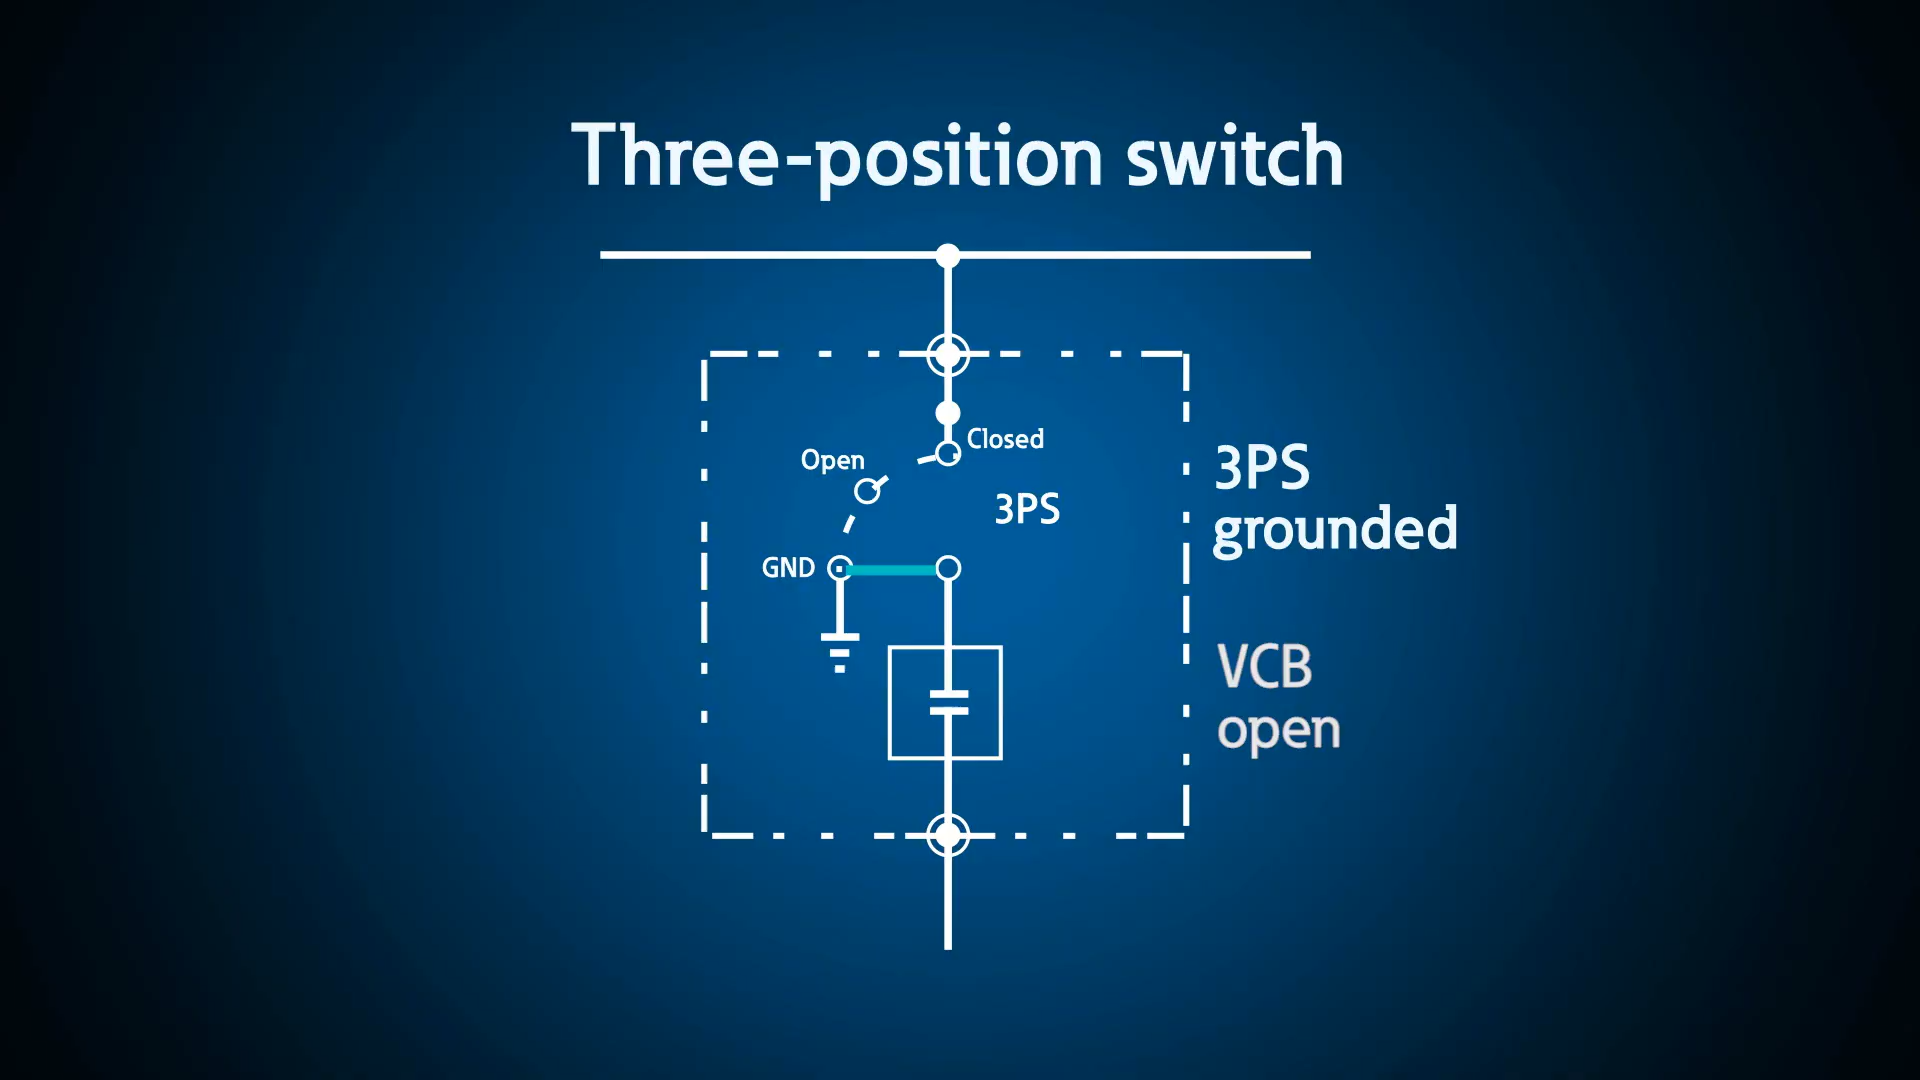 Three-position switch
Closed
Open
3PS
GND
3PS
grounded
VCB
open